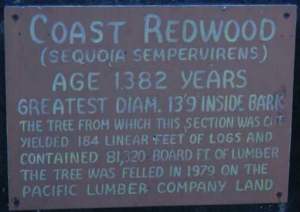 COAST REDWOOD
(SEQUOIA SEMPERVIRENS)
AGE 1382 YEARS
GREATEST DIAM. 13'9 INSIDE BARK
THE TREE FROM WHICH THIS SECTION WAS CUT
YIELDED 184 LINEAR FEET OF LOGS AND
CONTAINED 81,320 BOARD FT. OF LUMBER
THE TREE WAS FELLED IN 1979 ON THE
PACIFIC LUMBER COMPANY LAND